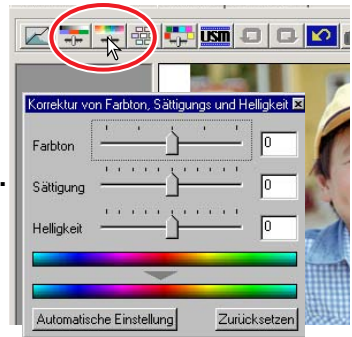 USM
Korrektur von Farbton, Sättigungs und Helligkeit
Farbton 0
Sättigung 0
Helligkeit 0
Automatische Einstellung Zurücksetzen